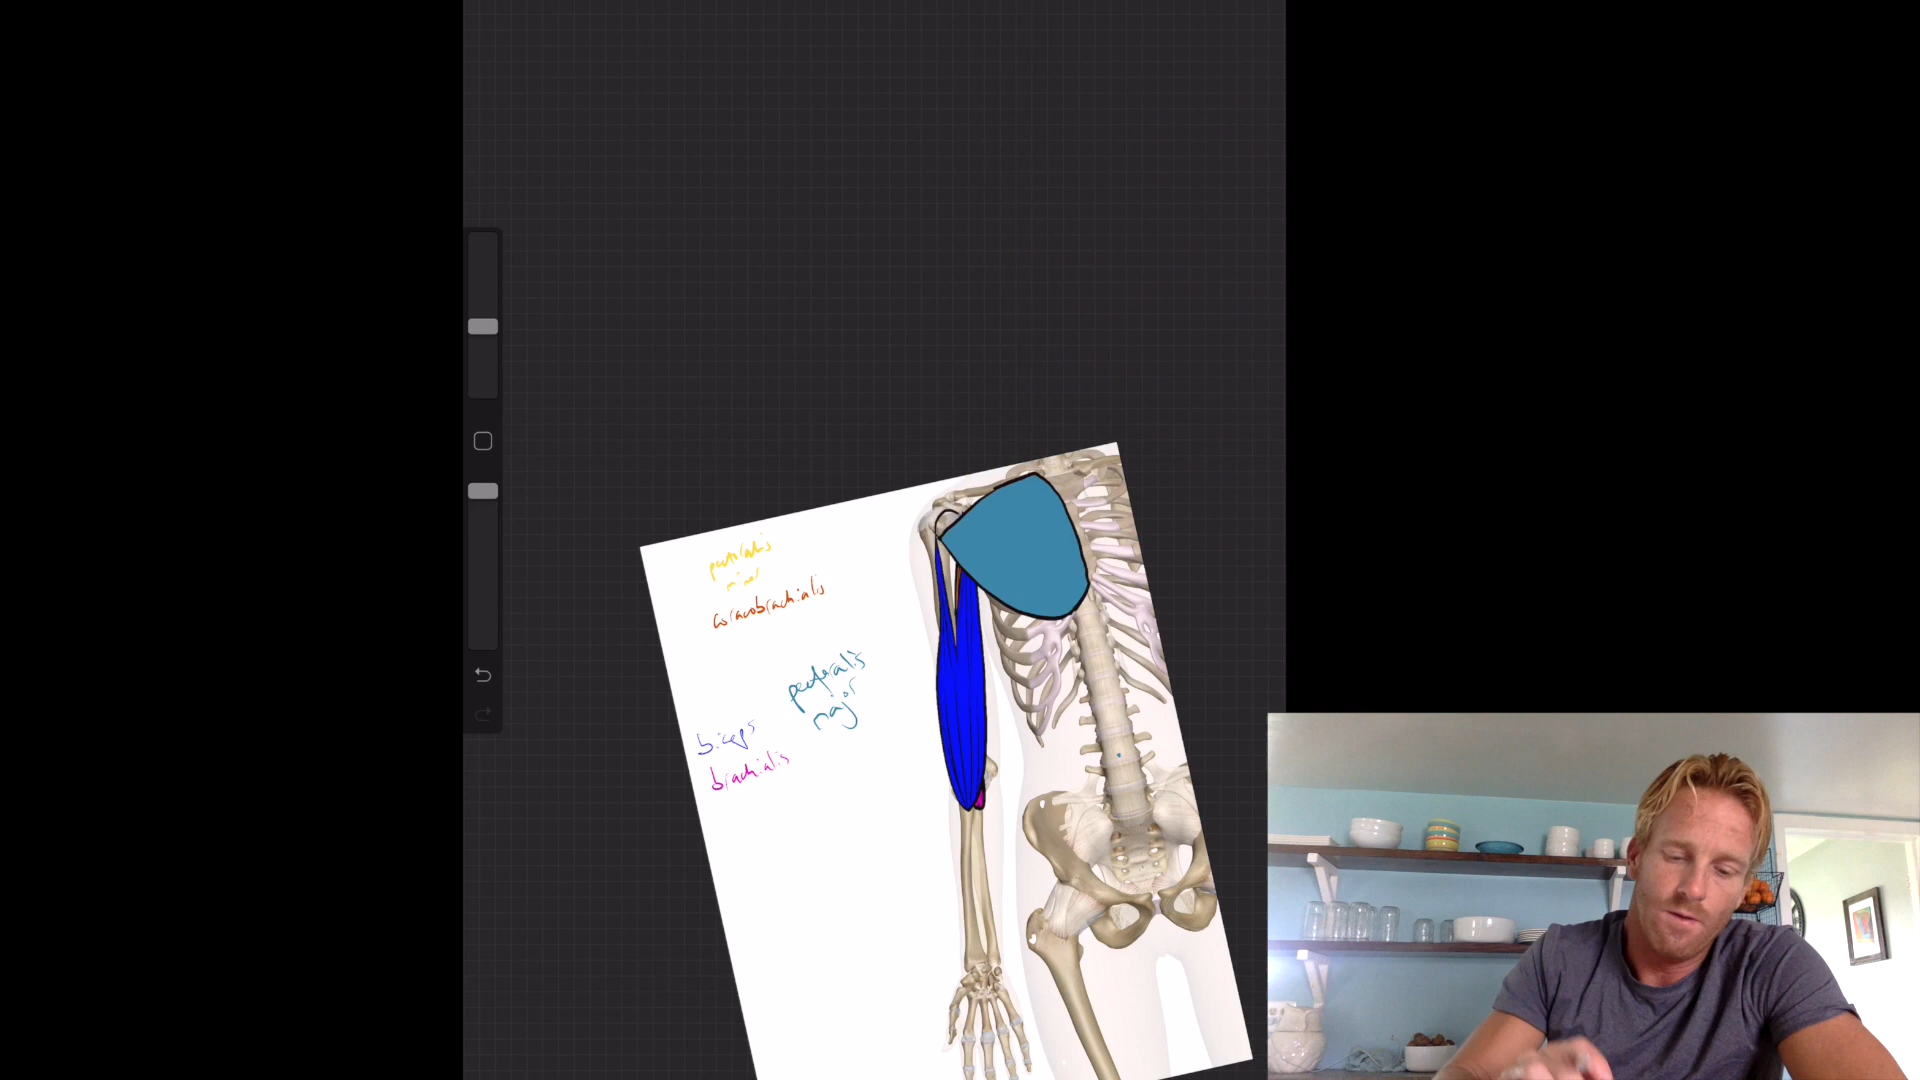 pectoralis
minor
coracobrachialis
pectoralis
major
biceps
brachialis